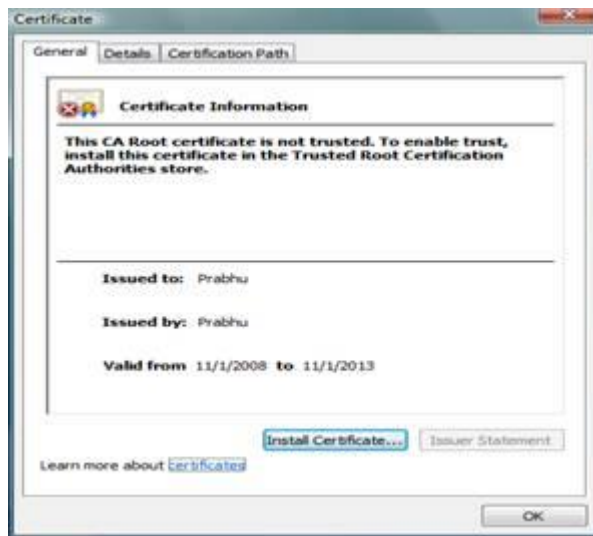 Certificate
General Details Certification Path
Certificate Information
This CA Root certificate is not trusted. To enable trust,
install this certificate in the Trusted Root Certification
Authorities store.
Issued to: Prabhu
Issued by: Prabhu
Valid from 11/1/2008 to 11/1/2013
Install Certificate... Issuer Statement
Learn more about certificates
OK